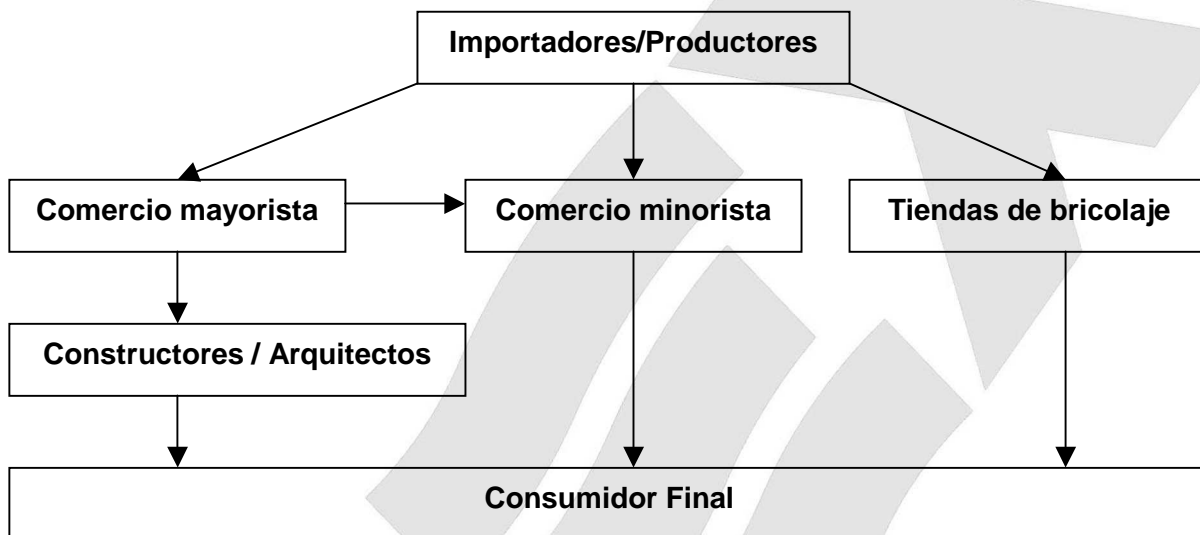 Importadores/Productores
Comercio mayorista
Comercio minorista
Tiendas de bricolaje
Constructores / Arquitectos
Consumidor Final